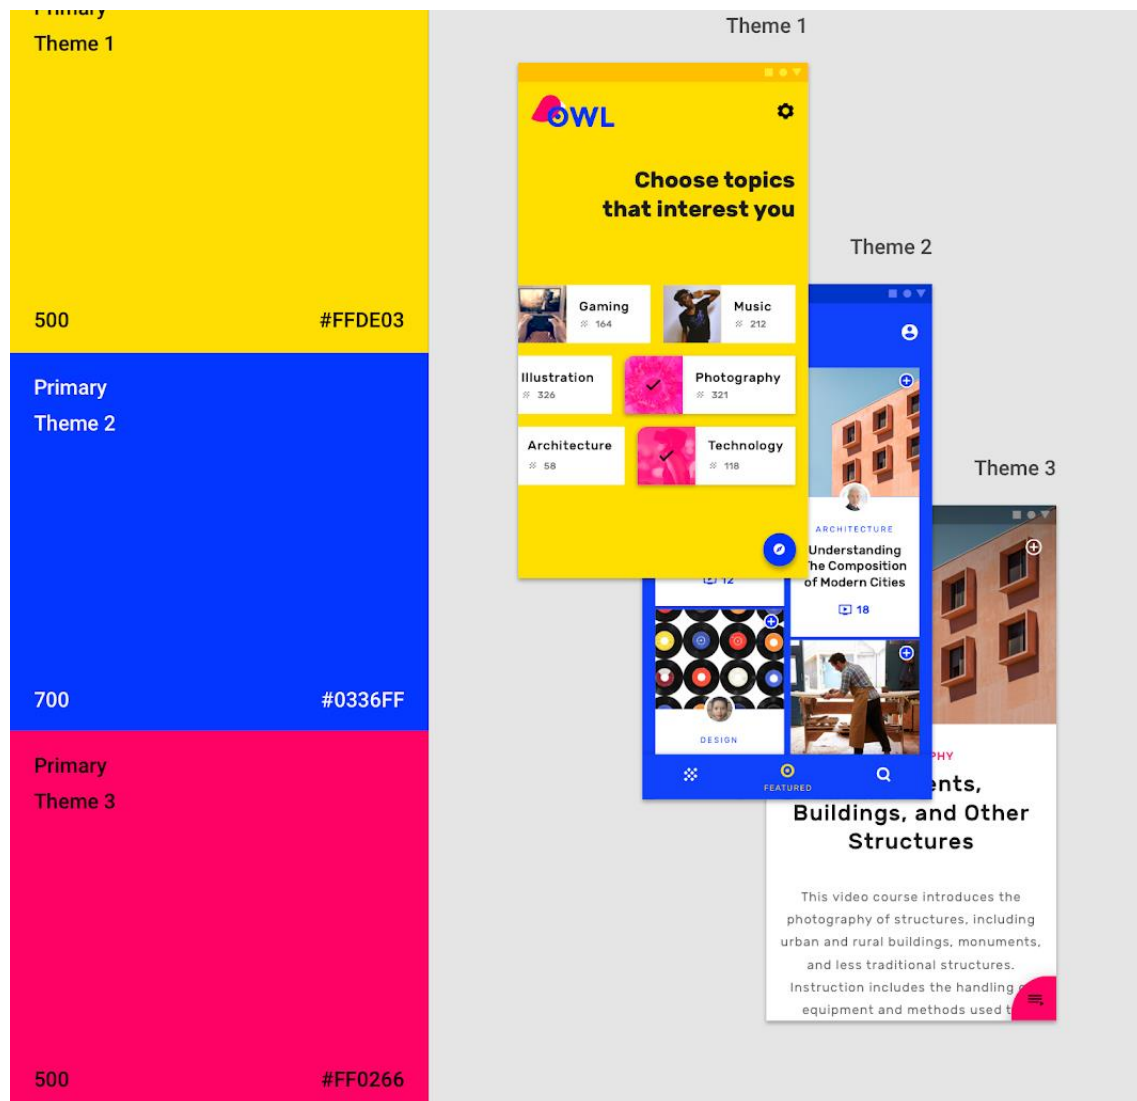 Primary
Theme 1
500 #FFDE03
Primary
Theme 2
700 #0336FF
Primary
Theme 3
500 #FF0266
Theme 1
OWL
Choose topics
that interest you
Gaming
164
Music
212
Illustration
326
Photography
321
Architecture
58
Technology
118
Theme 2
ARCHITECTURE
Understanding
The Composition
of Modern Cities
12
18
DESIGN
FEATURED
Theme 3
Buildings, and Other
Structures
This video course introduces the
photography of structures, including
urban and rural buildings, monuments,
and less traditional structures.
Instruction includes the handling
equipment and methods used